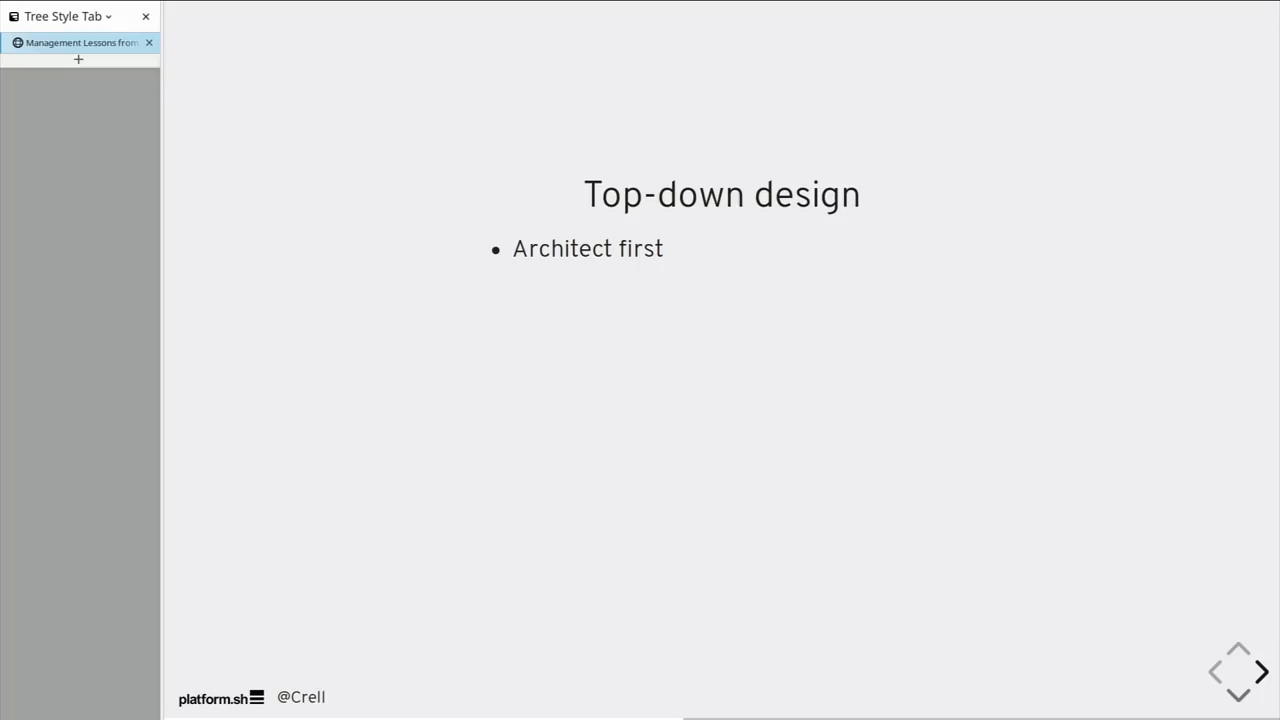 Tree Style Tab
Management Lessons from
Top-down design
Architect first
platform.sh @Crell